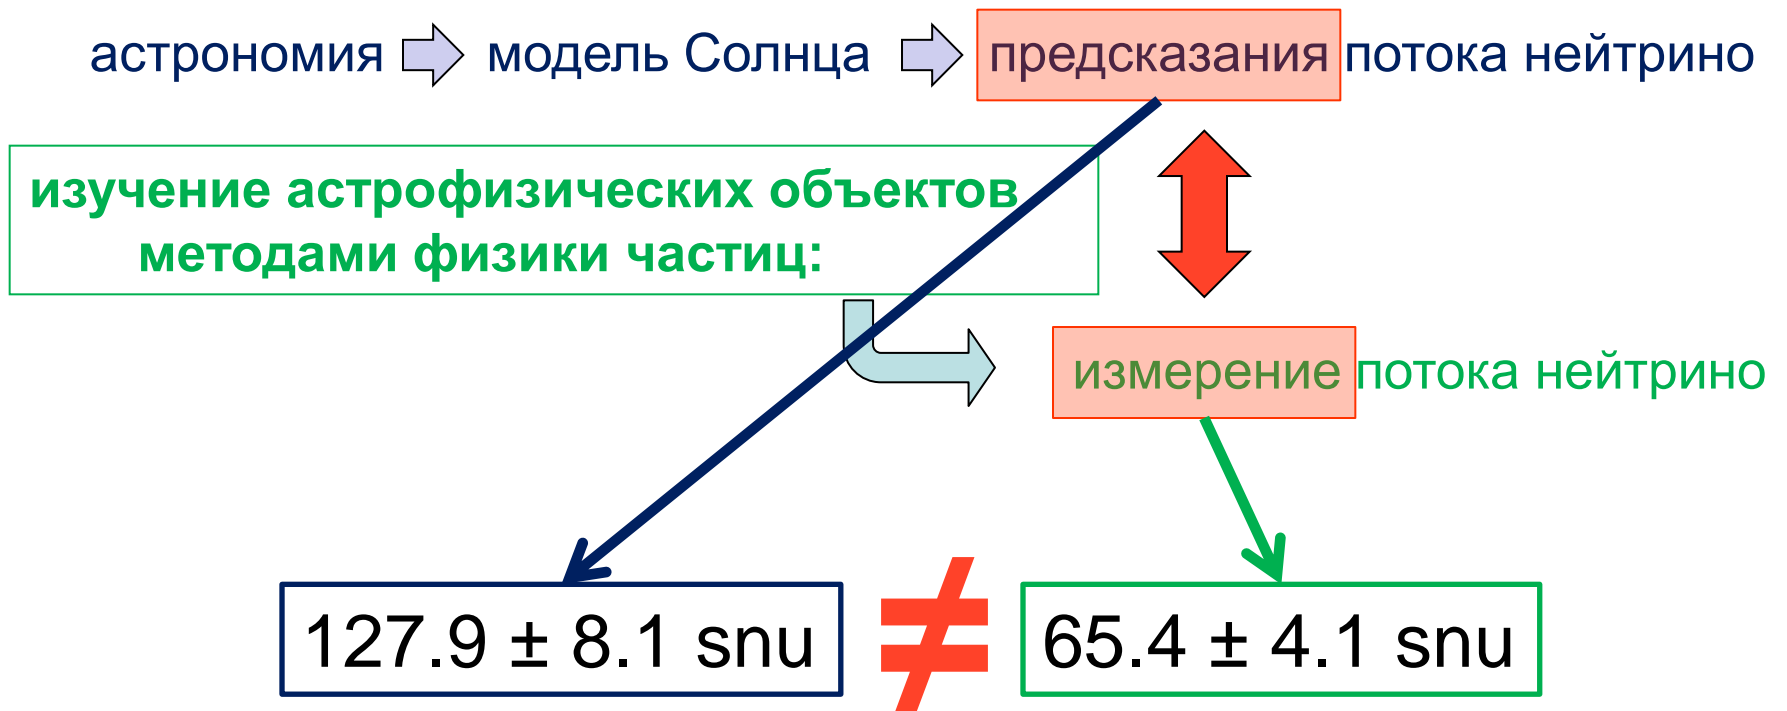 астрономия модель Солнца предсказания потока нейтрино
изучение астрофизических объектов
методами физики частиц:
измерение потока нейтрино
127.9 ± 8.1 snu ≠ 65.4 ± 4.1 snu